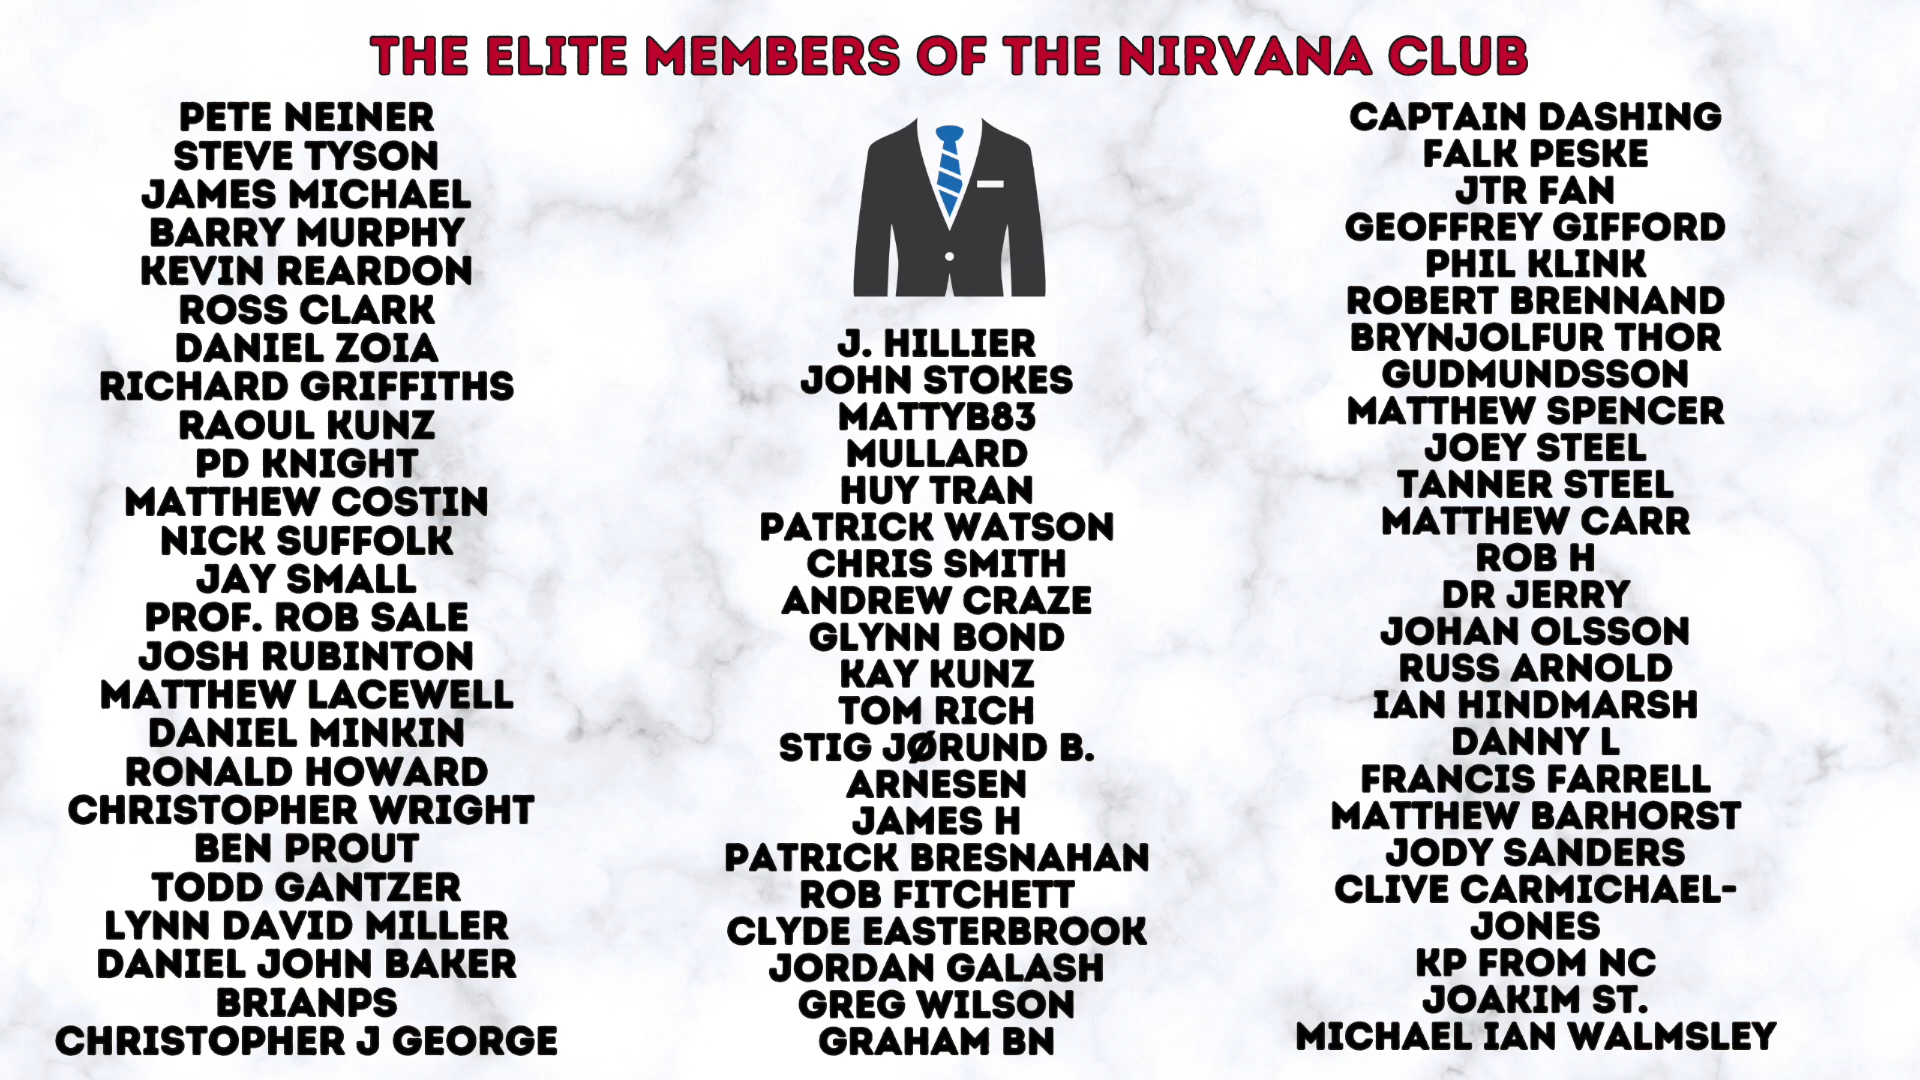 THE ELITE MEMBERS OF THE NIRVANA CLUB
PETE NEINER
STEVE TYSON
JAMES MICHAEL
BARRY MURPHY
KEVIN REARDON
ROSS CLARK
DANIEL ZOIA
RICHARD GRIFFITHS
RAOUL KUNZ
PD KNIGHT
MATTHEW COSTIN
NICK SUFFOLK
JAY SMALL
PROF. ROB SALE
JOSH RUBINTON
MATTHEW LACEWELL
DANIEL MINKIN
RONALD HOWARD
CHRISTOPHER WRIGHT
BEN PROUT
TODD GANTZER
LYNN DAVID MILLER
DANIEL JOHN BAKER
BRIANPS
CHRISTOPHER J GEORGE
J. HILLIER
JOHN STOKES
MATTYB83
MULLARD
HUY TRAN
PATRICK WATSON
CHRIS SMITH
ANDREW CRAZE
GLYNN BOND
KAY KUNZ
TOM RICH
STIG JØRUND B.
ARNESEN
JAMES H
PATRICK BRESNAHAN
ROB FITCHETT
CLYDE EASTERBROOK
JORDAN GALASH
GREG WILSON
GRAHAM BN
CAPTAIN DASHING
FALK PESKE
JTR FAN
GEOFFREY GIFFORD
PHIL KLINK
ROBERT BRENNAND
BRYNJOLFUR THOR
GUDMUNDSSON
MATTHEW SPENCER
JOEY STEEL
TANNER STEEL
MATTHEW CARR
ROB H
DR JERRY
JOHAN OLSSON
RUSS ARNOLD
IAN HINDMARSH
DANNY L
FRANCIS FARRELL
MATTHEW BARHORST
JODY SANDERS
CLIVE CARMICHAEL-
JONES
KP FROM NC
JOAKIM ST.
MICHAEL IAN WALMSLEY